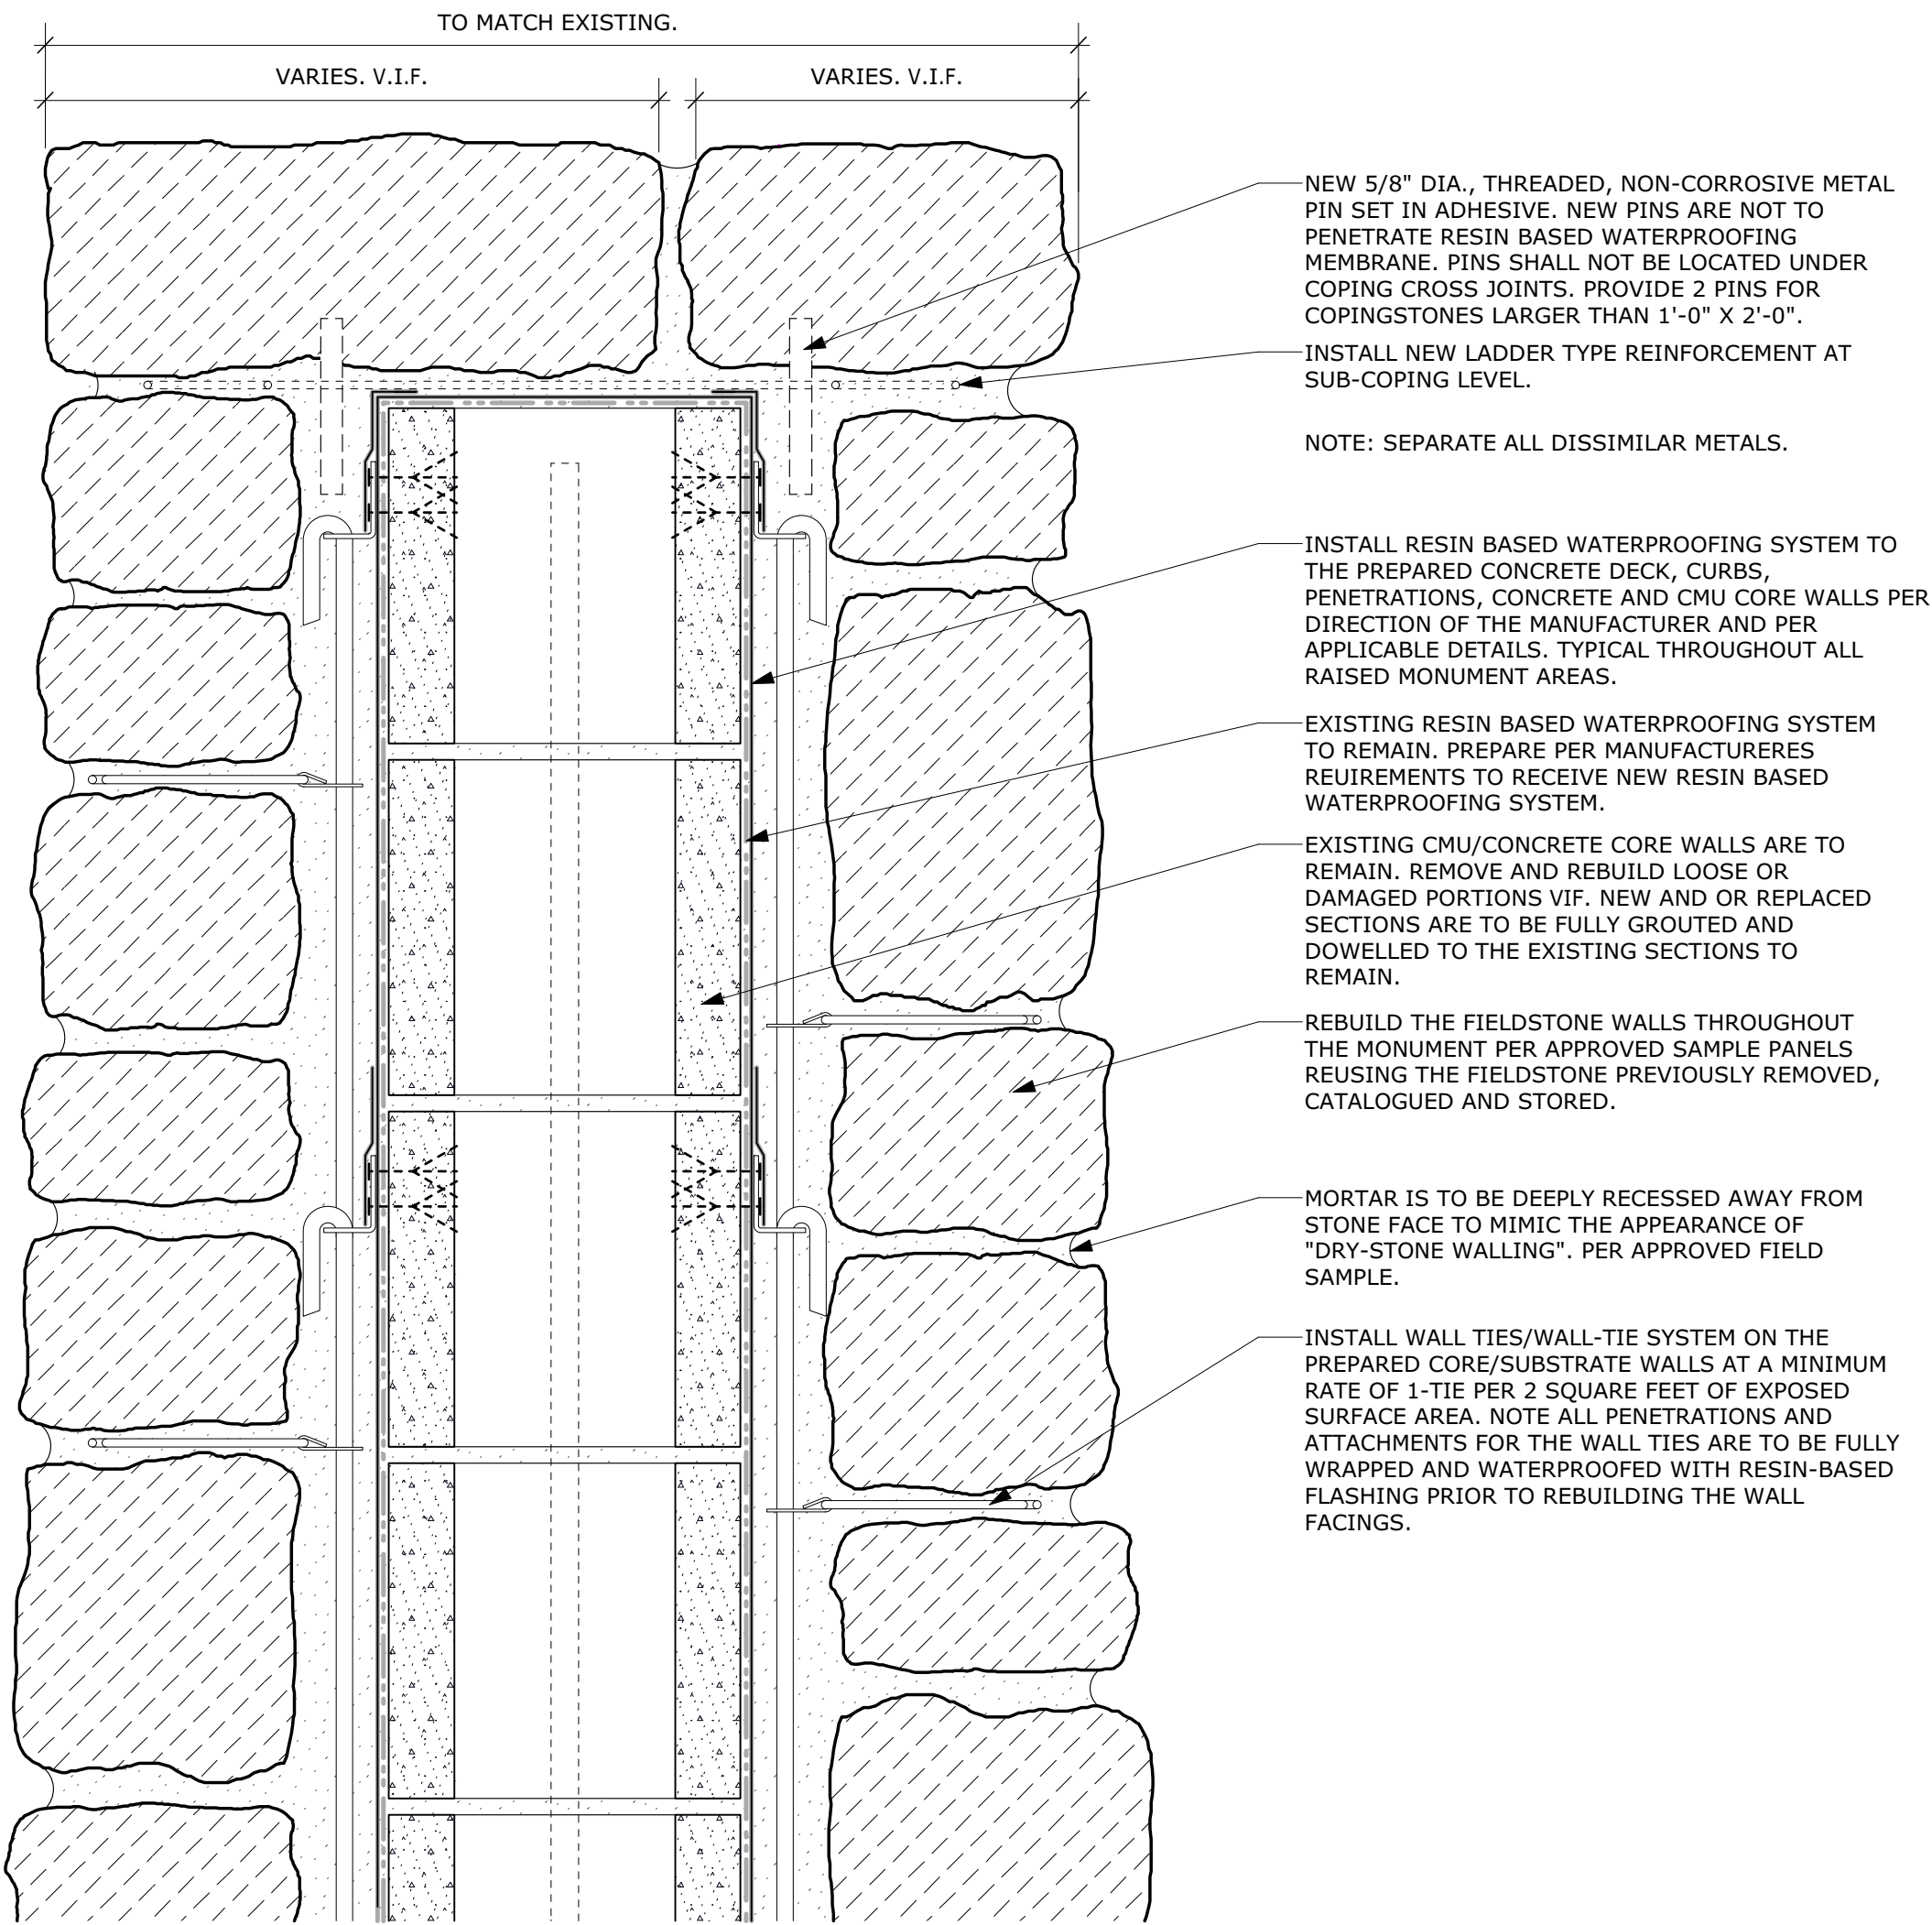 TO MATCH EXISTING.
VARIES. V.I.F.
VARIES. V.I.F.
NEW 5/8" DIA., THREADED, NON-CORROSIVE METAL
PIN SET IN ADHESIVE. NEW PINS ARE NOT TO
PENETRATE RESIN BASED WATERPROOFING
MEMBRANE. PINS SHALL NOT BE LOCATED UNDER
COPING CROSS JOINTS. PROVIDE 2 PINS FOR
COPINGSTONES LARGER THAN 1'-0" X 2'-0".
INSTALL NEW LADDER TYPE REINFORCEMENT AT
SUB-COPING LEVEL.
NOTE: SEPARATE ALL DISSIMILAR METALS.
INSTALL RESIN BASED WATERPROOFING SYSTEM TO
THE PREPARED CONCRETE DECK, CURBS,
PENETRATIONS, CONCRETE AND CMU CORE WALLS PER
DIRECTION OF THE MANUFACTURER AND PER
APPLICABLE DETAILS. TYPICAL THROUGHOUT ALL
RAISED MONUMENT AREAS.
EXISTING RESIN BASED WATERPROOFING SYSTEM
TO REMAIN. PREPARE PER MANUFACTURERES
REUIREMENTS TO RECEIVE NEW RESIN BASED
WATERPROOFING SYSTEM.
EXISTING CMU/CONCRETE CORE WALLS ARE TO
REMAIN. REMOVE AND REBUILD LOOSE OR
DAMAGED PORTIONS VIF. NEW AND OR REPLACED
SECTIONS ARE TO BE FULLY GROUTED AND
DOWELLED TO THE EXISTING SECTIONS TO
REMAIN.
REBUILD THE FIELDSTONE WALLS THROUGHOUT
THE MONUMENT PER APPROVED SAMPLE PANELS
REUSING THE FIELDSTONE PREVIOUSLY REMOVED,
CATALOGUED AND STORED.
MORTAR IS TO BE DEEPLY RECESSED AWAY FROM
STONE FACE TO MIMIC THE APPEARANCE OF
"DRY-STONE WALLING". PER APPROVED FIELD
SAMPLE.
INSTALL WALL TIES/WALL-TIE SYSTEM ON THE
PREPARED CORE/SUBSTRATE WALLS AT A MINIMUM
RATE OF 1-TIE PER 2 SQUARE FEET OF EXPOSED
SURFACE AREA. NOTE ALL PENETRATIONS AND
ATTACHMENTS FOR THE WALL TIES ARE TO BE FULLY
WRAPPED AND WATERPROOFED WITH RESIN-BASED
FLASHING PRIOR TO REBUILDING THE WALL
FACINGS.